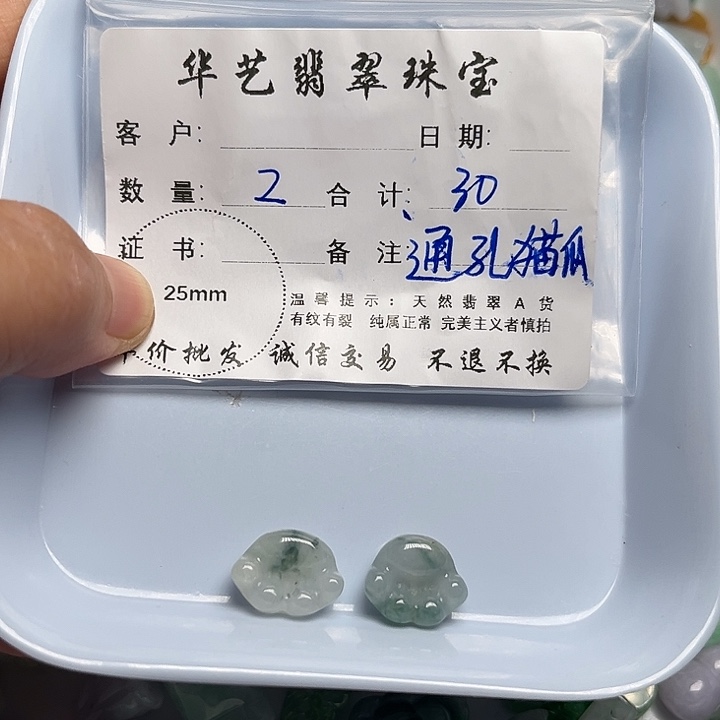 华艺翡翠珠宝
客 户: 日 期:
数 量: 2 合 计: 30
证 书: 备 注: 通孔猫爪
25mm
温馨提示: 天然翡翠A货
有纹有裂 纯属正常 完美主义者慎拍
价批发 诚信交易 不退不换